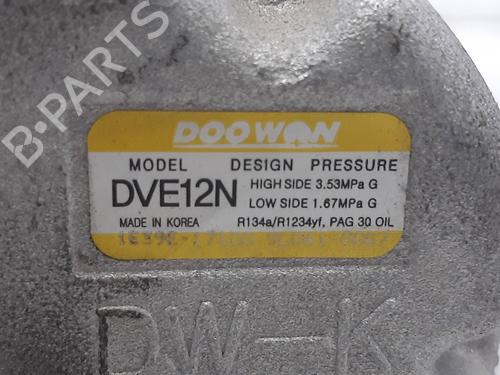 B-PARTS
DOOWON
MODEL DESIGN PRESSURE
DVE12N HIGH SIDE 3.53MPa G
LOW SIDE 1.67MPa G
MADE IN KOREA R134a/R1234yf, PAG 30 OIL
DW-K